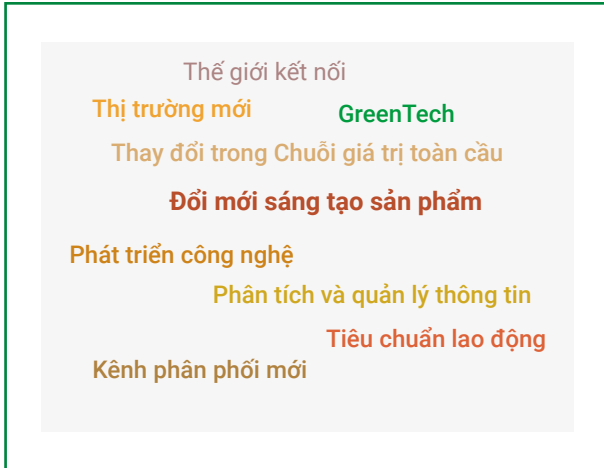 Thế giới kết nối
Thị trường mới
GreenTech
Thay đổi trong Chuỗi giá trị toàn cầu
Đổi mới sáng tạo sản phẩm
Phát triển công nghệ
Phân tích và quản lý thông tin
Tiêu chuẩn lao động
Kênh phân phối mới